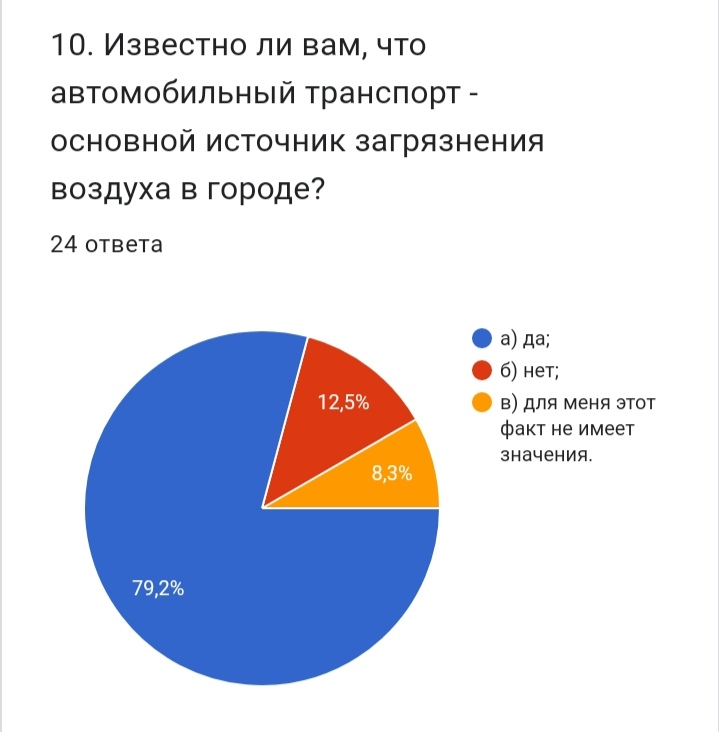 10. Известно ли вам, что
автомобильный транспорт -
основной источник загрязнения
воздуха в городе?
24 ответа
а) да;
б) нет;
в) для меня этот
факт не имеет
значения.
12,5%
8,3%
79,2%